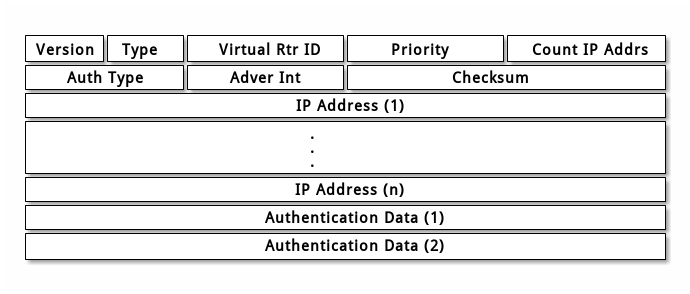 Version Type Virtual Rtr ID Priority Count IP Addrs
Auth Type Adver Int Checksum
IP Address (1)
.
.
.
IP Address (n)
Authentication Data (1)
Authentication Data (2)